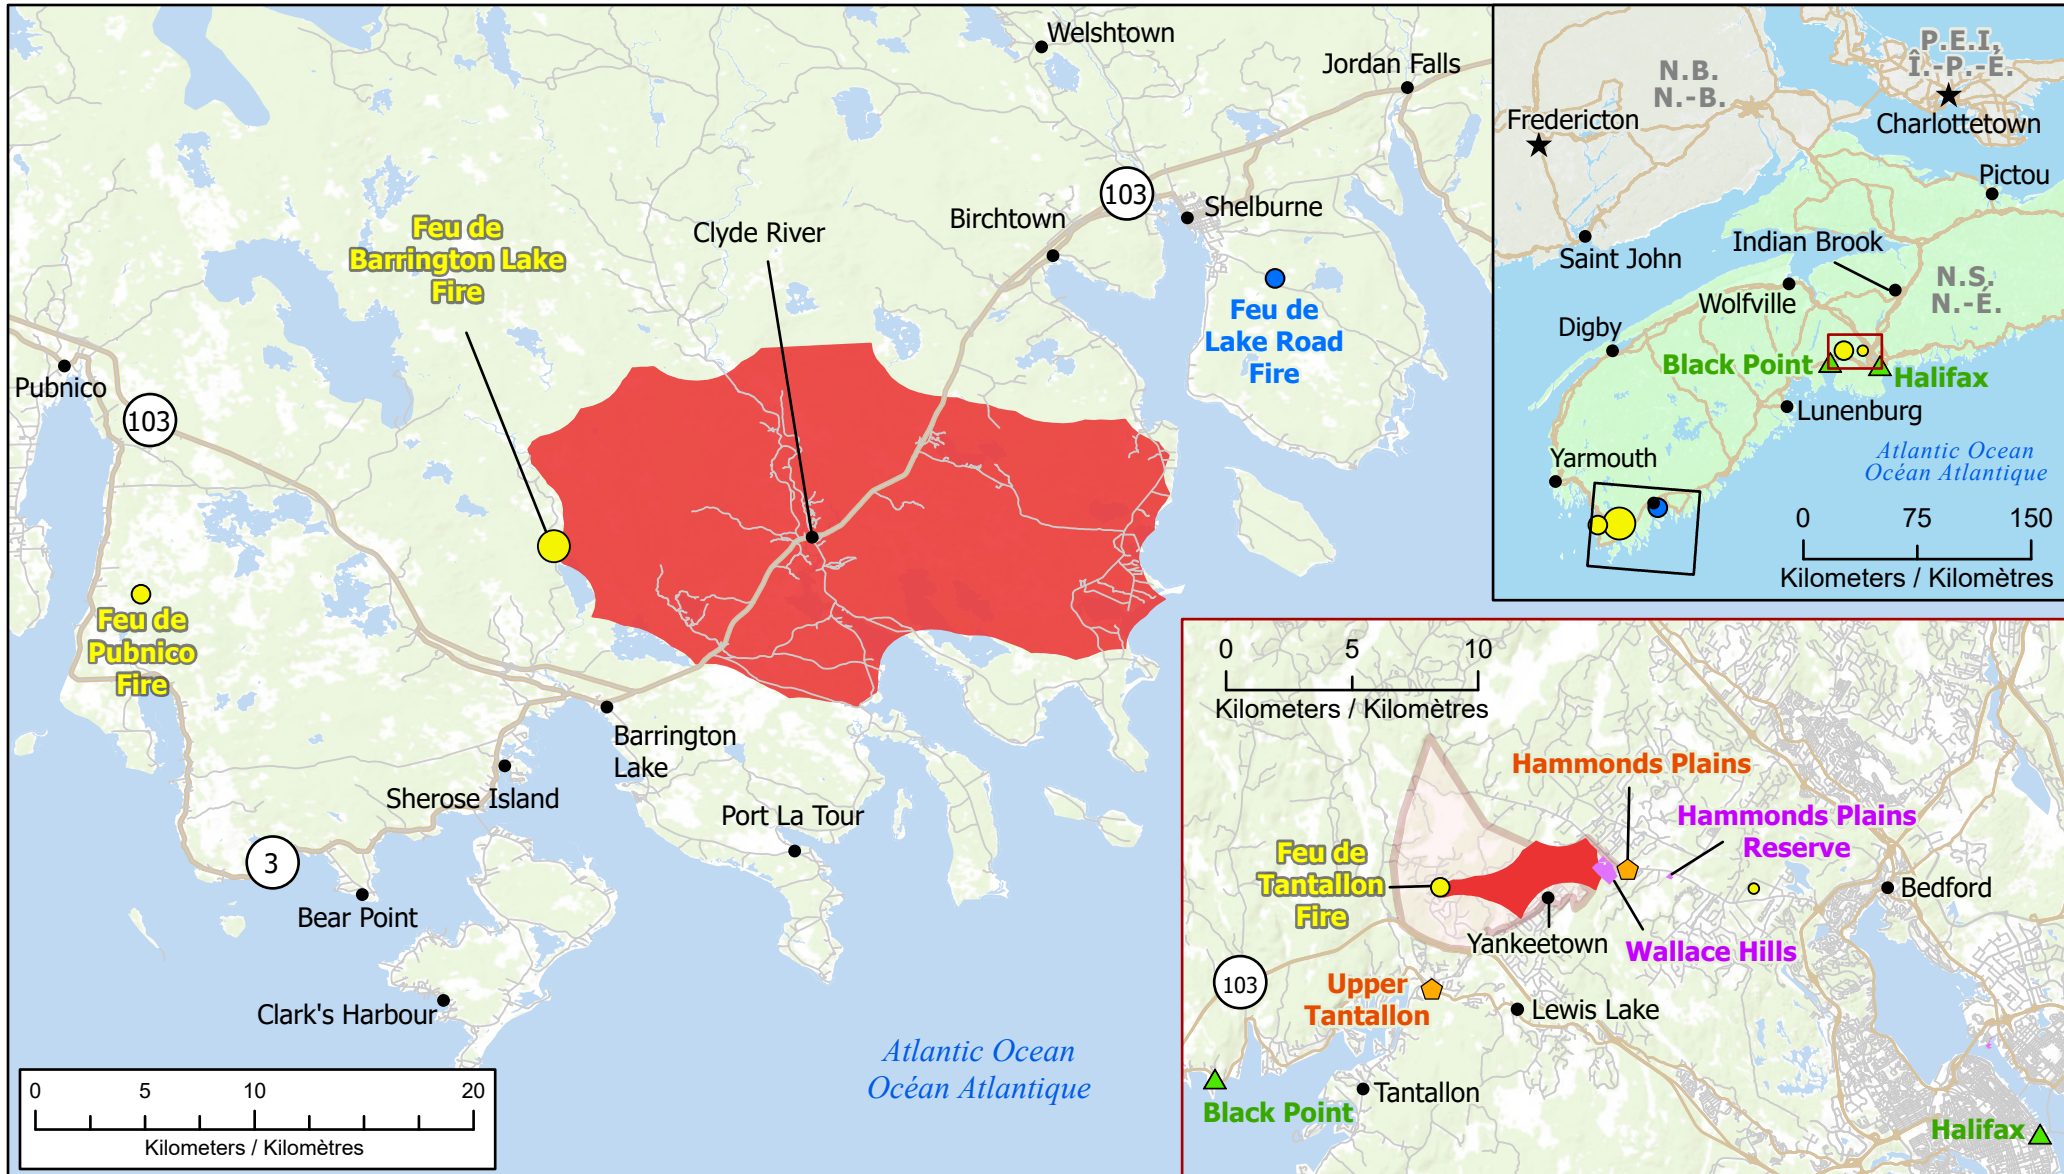 Welshtown
Jordan Falls
103
Shelburne
Birchtown
Clyde River
Feu de
Barrington Lake
Fire
Feu de
Lake Road
Fire
Pubnico
103
Feu de
Pubnico
Fire
Barrington
Lake
Sherose Island
Port La Tour
3
Bear Point
Clark's Harbour
Atlantic Ocean
Océan Atlantique
0 5 10 20
Kilometers / Kilomètres
P.E.I.
Î.-P.-É.
N.B.
N.-B.
Fredericton
Charlottetown
Pictou
Saint John
Indian Brook
N.S.
N.-É.
Wolfville
Digby
Black Point
Halifax
Lunenburg
Yarmouth
Atlantic Ocean
Océan Atlantique
0 75 150
Kilometers / Kilomètres
0 5 10
Kilometers / Kilomètres
Hammonds Plains
Hammonds Plains
Reserve
Feu de
Tantallon
Fire
Bedford
Yankeetown
Wallace Hills
103
Upper
Tantallon
Lewis Lake
Tantallon
Black Point
Halifax